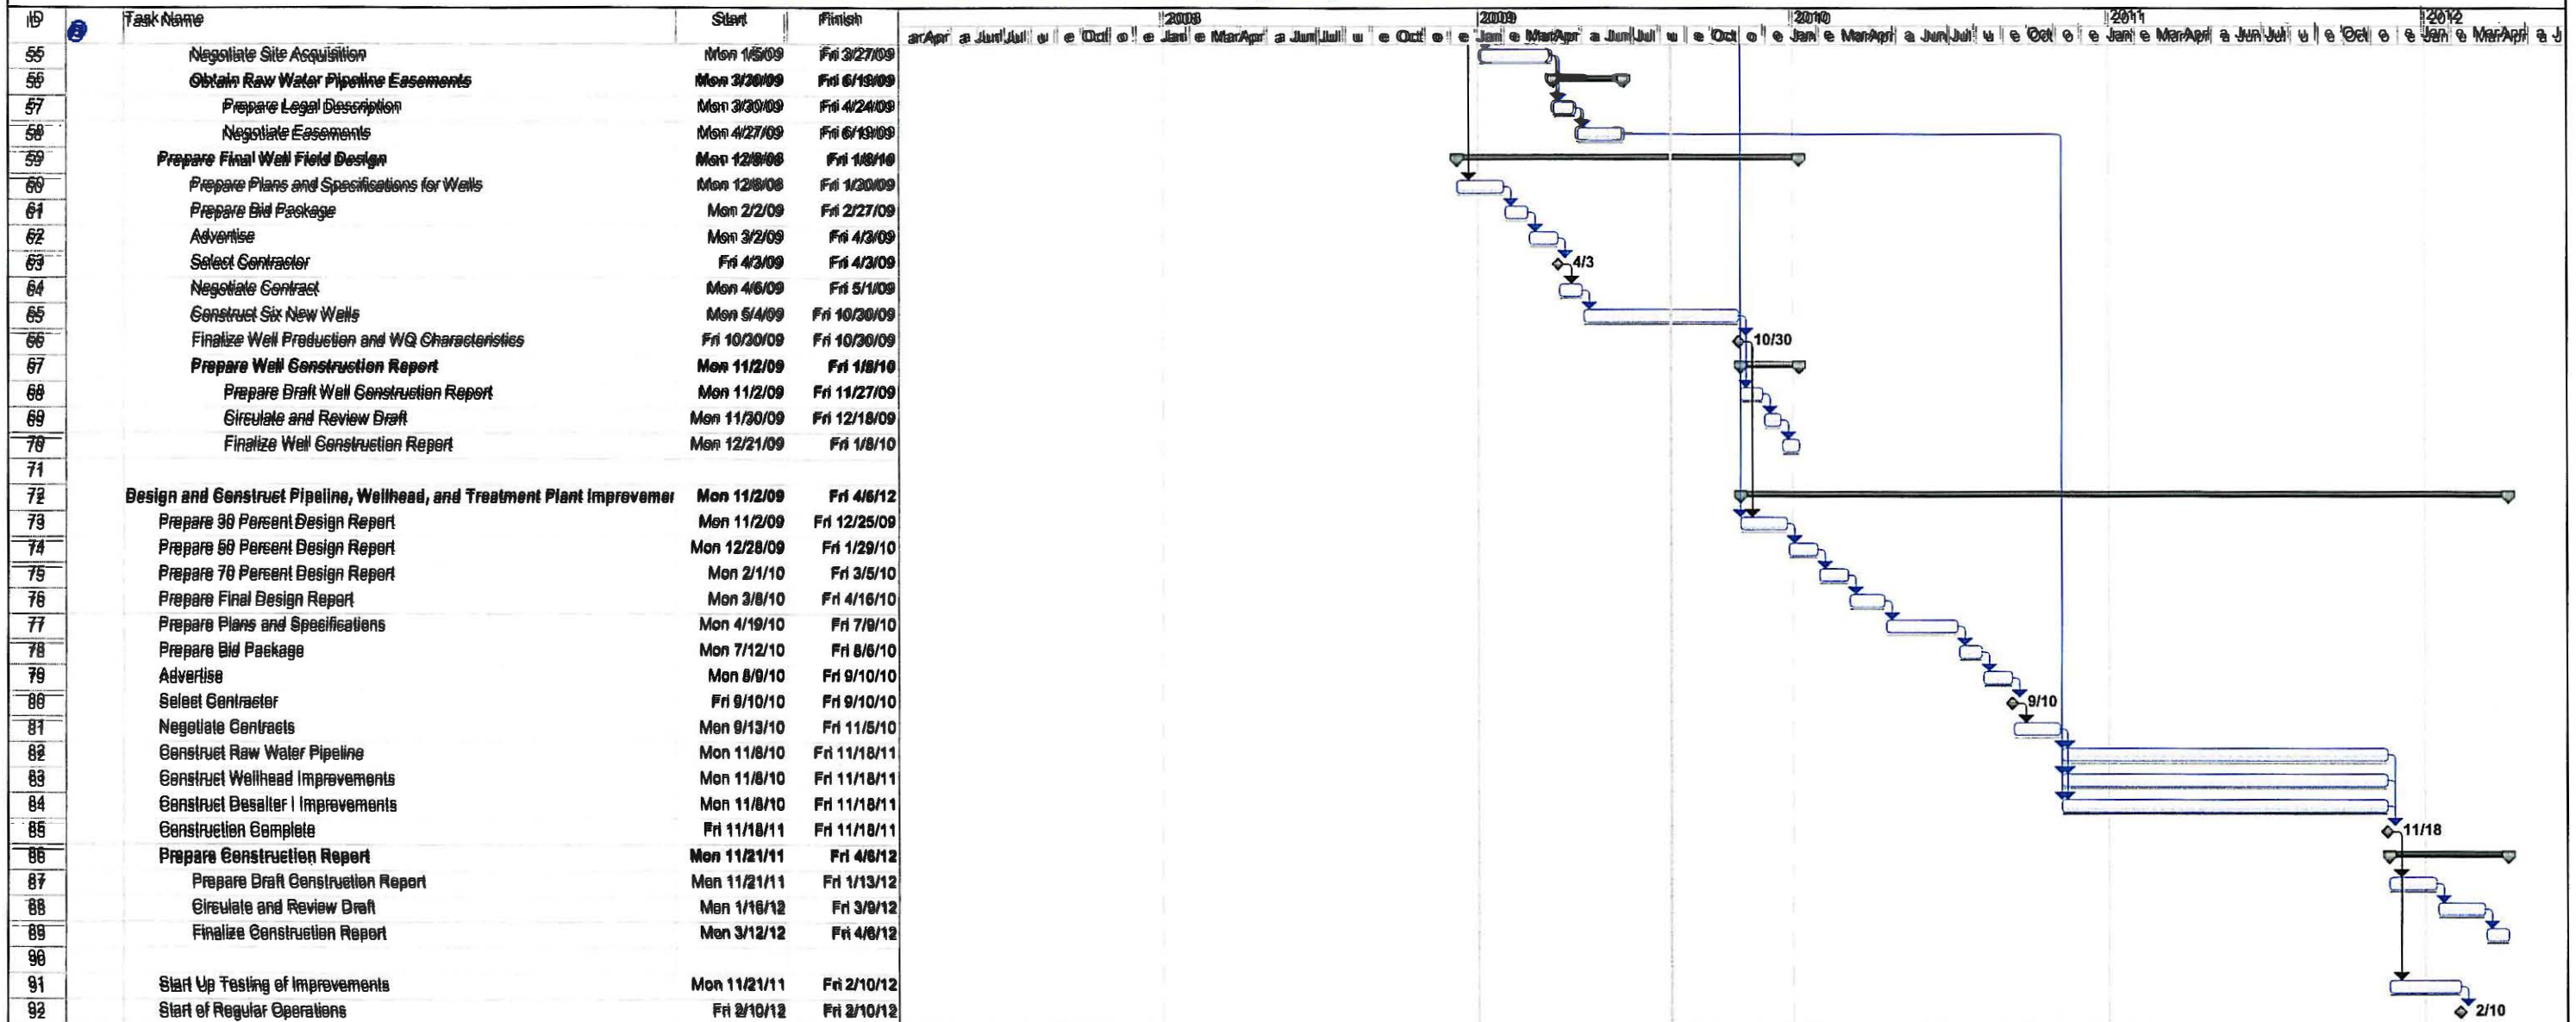 ID Task Name Start Finish
2008 2009 2010 2011 2012
55 Negotiate Site Acquisition Mon 1/5/09 Fri 3/27/09
56 Obtain Raw Water Pipeline Easements Mon 3/30/09 Fri 6/19/09
57 Prepare Legal Description Mon 3/30/09 Fri 4/24/09
58 Negotiate Easements Mon 4/27/09 Fri 6/19/09
59 Prepare Final Well Field Design Mon 12/8/08 Fri 1/8/10
60 Prepare Plans and Specifications for Wells Mon 12/8/08 Fri 1/30/09
61 Prepare Bid Package Mon 2/2/09 Fri 2/27/09
62 Advertise Mon 3/2/09 Fri 4/3/09
63 Select Contractor Fri 4/3/09 Fri 4/3/09 4/3
64 Negotiate Contract Mon 4/6/09 Fri 5/1/09
65 Construct Six New Wells Mon 5/4/09 Fri 10/30/09
66 Finalize Well Production and WQ Characteristics Fri 10/30/09 Fri 10/30/09 10/30
67 Prepare Well Construction Report Mon 11/2/09 Fri 1/8/10
68 Prepare Draft Well Construction Report Mon 11/2/09 Fri 11/27/09
69 Circulate and Review Draft Mon 11/30/09 Fri 12/18/09
70 Finalize Well Construction Report Mon 12/21/09 Fri 1/8/10
71
72 Design and Construct Pipeline, Wellhead, and Treatment Plant Improvemer Mon 11/2/09 Fri 4/6/12
73 Prepare 30 Percent Design Report Mon 11/2/09 Fri 12/25/09
74 Prepare 50 Percent Design Report Mon 12/28/09 Fri 1/29/10
75 Prepare 70 Percent Design Report Mon 2/1/10 Fri 3/5/10
76 Prepare Final Design Report Mon 3/8/10 Fri 4/16/10
77 Prepare Plans and Specifications Mon 4/19/10 Fri 7/9/10
78 Prepare Bid Package Mon 7/12/10 Fri 8/6/10
79 Advertise Mon 8/9/10 Fri 9/10/10
80 Select Contractor Fri 9/10/10 Fri 9/10/10 9/10
81 Negotiate Contracts Mon 9/13/10 Fri 11/5/10
82 Construct Raw Water Pipeline Mon 11/8/10 Fri 11/18/11
83 Construct Wellhead Improvements Mon 11/8/10 Fri 11/18/11
84 Construct Desalter I Improvements Mon 11/8/10 Fri 11/18/11
85 Construction Complete Fri 11/18/11 Fri 11/18/11 11/18
86 Prepare Construction Report Mon 11/21/11 Fri 4/6/12
87 Prepare Draft Construction Report Mon 11/21/11 Fri 1/13/12
88 Circulate and Review Draft Mon 1/16/12 Fri 3/9/12
89 Finalize Construction Report Mon 3/12/12 Fri 4/6/12
90
91 Start Up Testing of Improvements Mon 11/21/11 Fri 2/10/12
92 Start of Regular Operations Fri 2/10/12 Fri 2/10/12 2/10